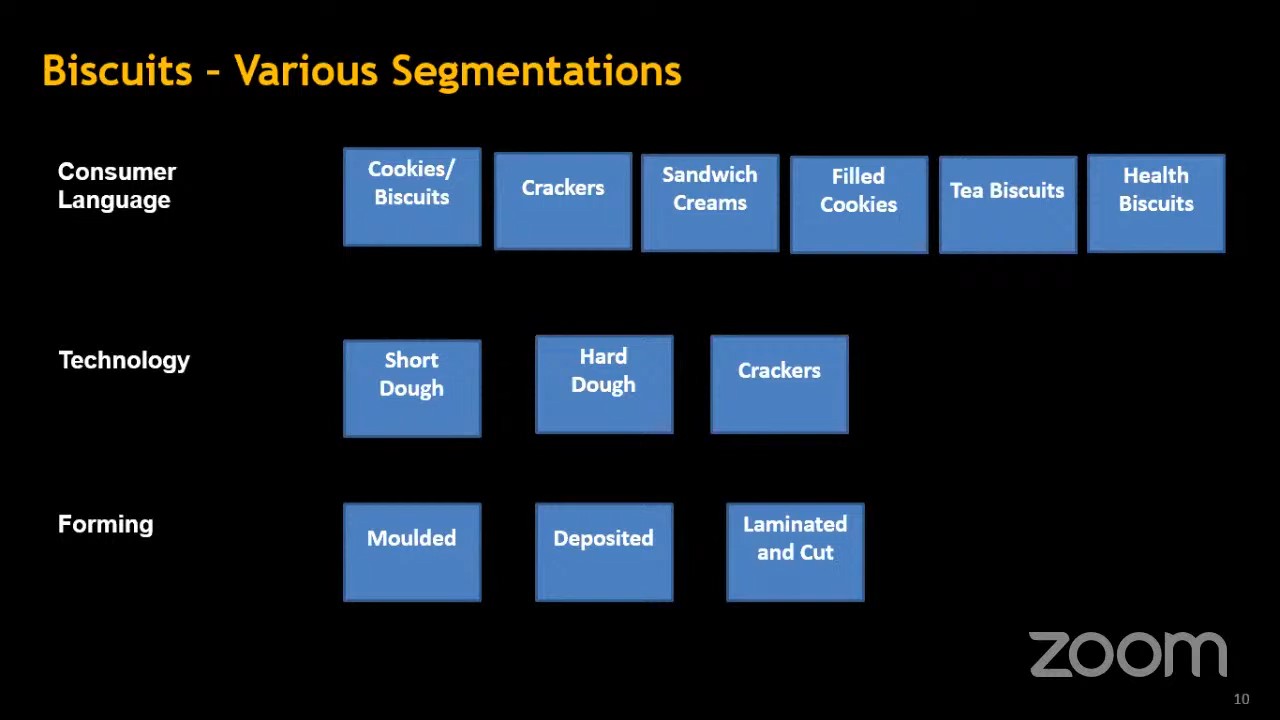 Biscuits - Various Segmentations
Consumer
Language
Cookies/
Biscuits
Crackers
Sandwich
Creams
Filled
Cookies
Tea Biscuits
Health
Biscuits
Technology
Short
Dough
Hard
Dough
Crackers
Forming
Moulded
Deposited
Laminated
and Cut
zoom
10